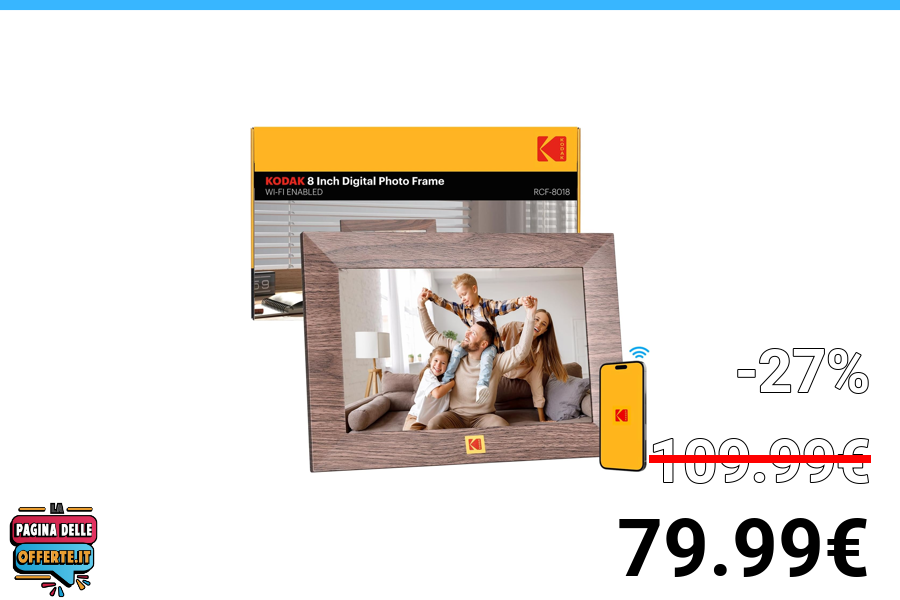 KODAK
KODAK 8 Inch Digital Photo Frame
WI-FI ENABLED
RCF-8018
59
-27%
109.99€
79.99€
LA
PAGINA DELLE
OFFERTE.IT